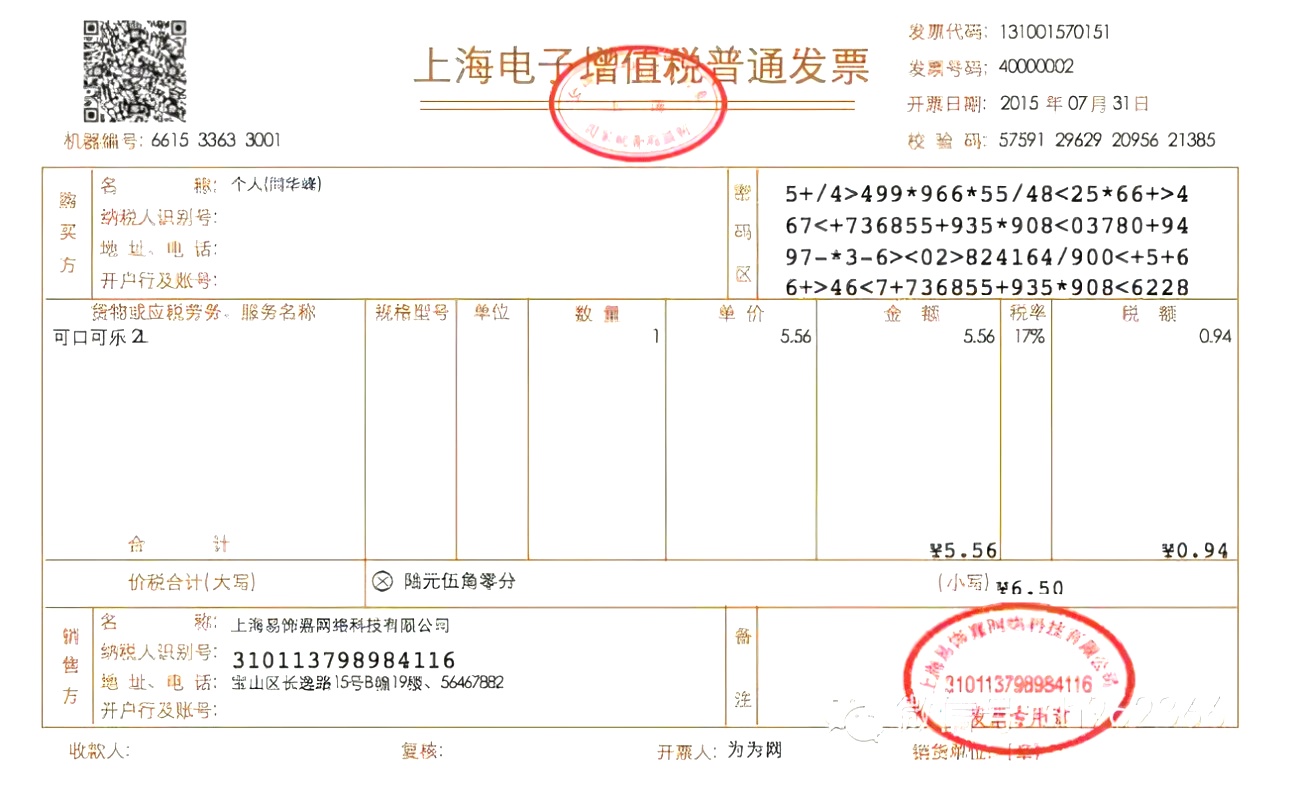 上海电子增值税普通发票
发票代码: 131001570151
发票号码: 40000002
开票日期: 2015 年 07 月 31 日
机器编号: 6615 3363 3001
校 验 码: 57591 29629 20956 21385
购买方
名 称: 个人(闫华峰)
纳税人识别号:
地 址、电 话:
开户行及账号:
密码区
5+/4>499*966*55/48<25*66+>4
67<+736855+935*908<03780+94
97-*3-6><02>824164/900<+5+6
6+>46<7+736855+935*908<6228
货物或应税劳务、服务名称 规格型号 单位 数 量 单 价 金 额 税率 税 额
可口可乐 2L 1 5.56 5.56 17% 0.94
合 计 ¥5.56 ¥0.94
价税合计(大写) ⊗ 陆元伍角零分 (小写) ¥6.50
销售方
名 称: 上海易饰嘉网络科技有限公司
纳税人识别号: 310113798984116
地 址、电 话: 宝山区长逸路15号B幢19楼、56467882
开户行及账号:
备注
上海易饰嘉网络科技有限公司
310113798984116
发票专用章
收款人: 复核: 开票人: 为为网 销货单位: (章)